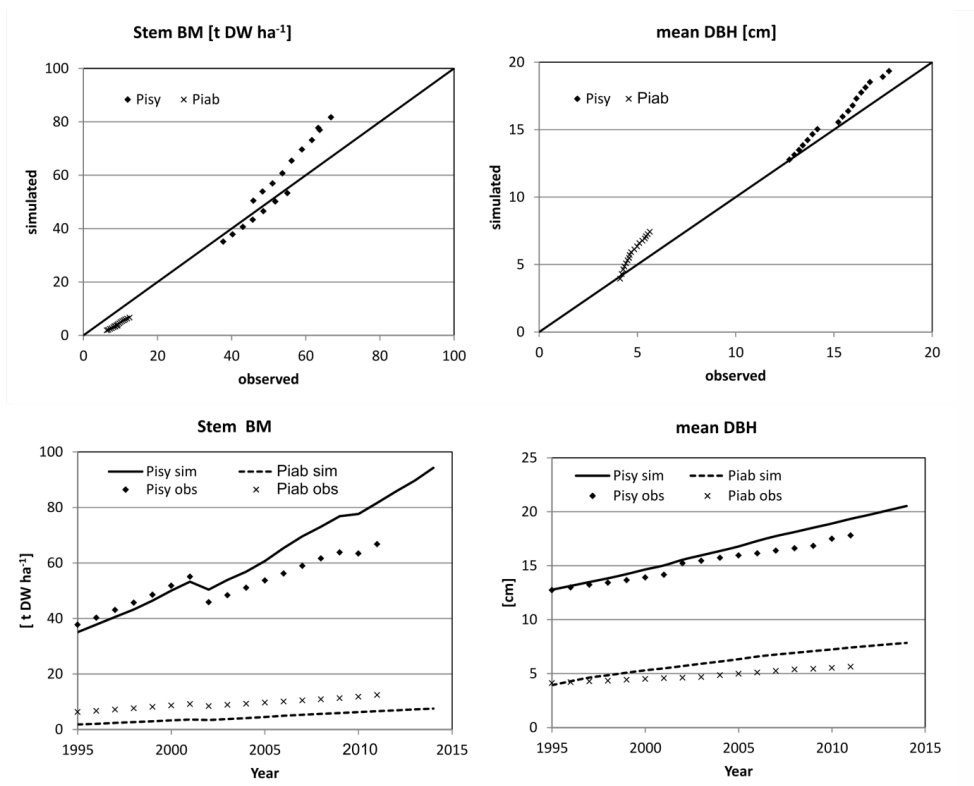 Stem BM [t DW ha⁻¹]
100
80
60
40
20
0
simulated
Pisy Piab
0 20 40 60 80 100
observed
mean DBH [cm]
20
15
10
5
0
simulated
Pisy Piab
0 5 10 15 20
observed
Stem BM
100
80
60
40
20
0
[ t DW ha⁻¹]
Pisy sim Piab sim
Pisy obs Piab obs
1995 2000 2005 2010 2015
Year
mean DBH
25
20
15
10
5
0
[cm]
Pisy sim Piab sim
Pisy obs Piab obs
1995 2000 2005 2010 2015
Year